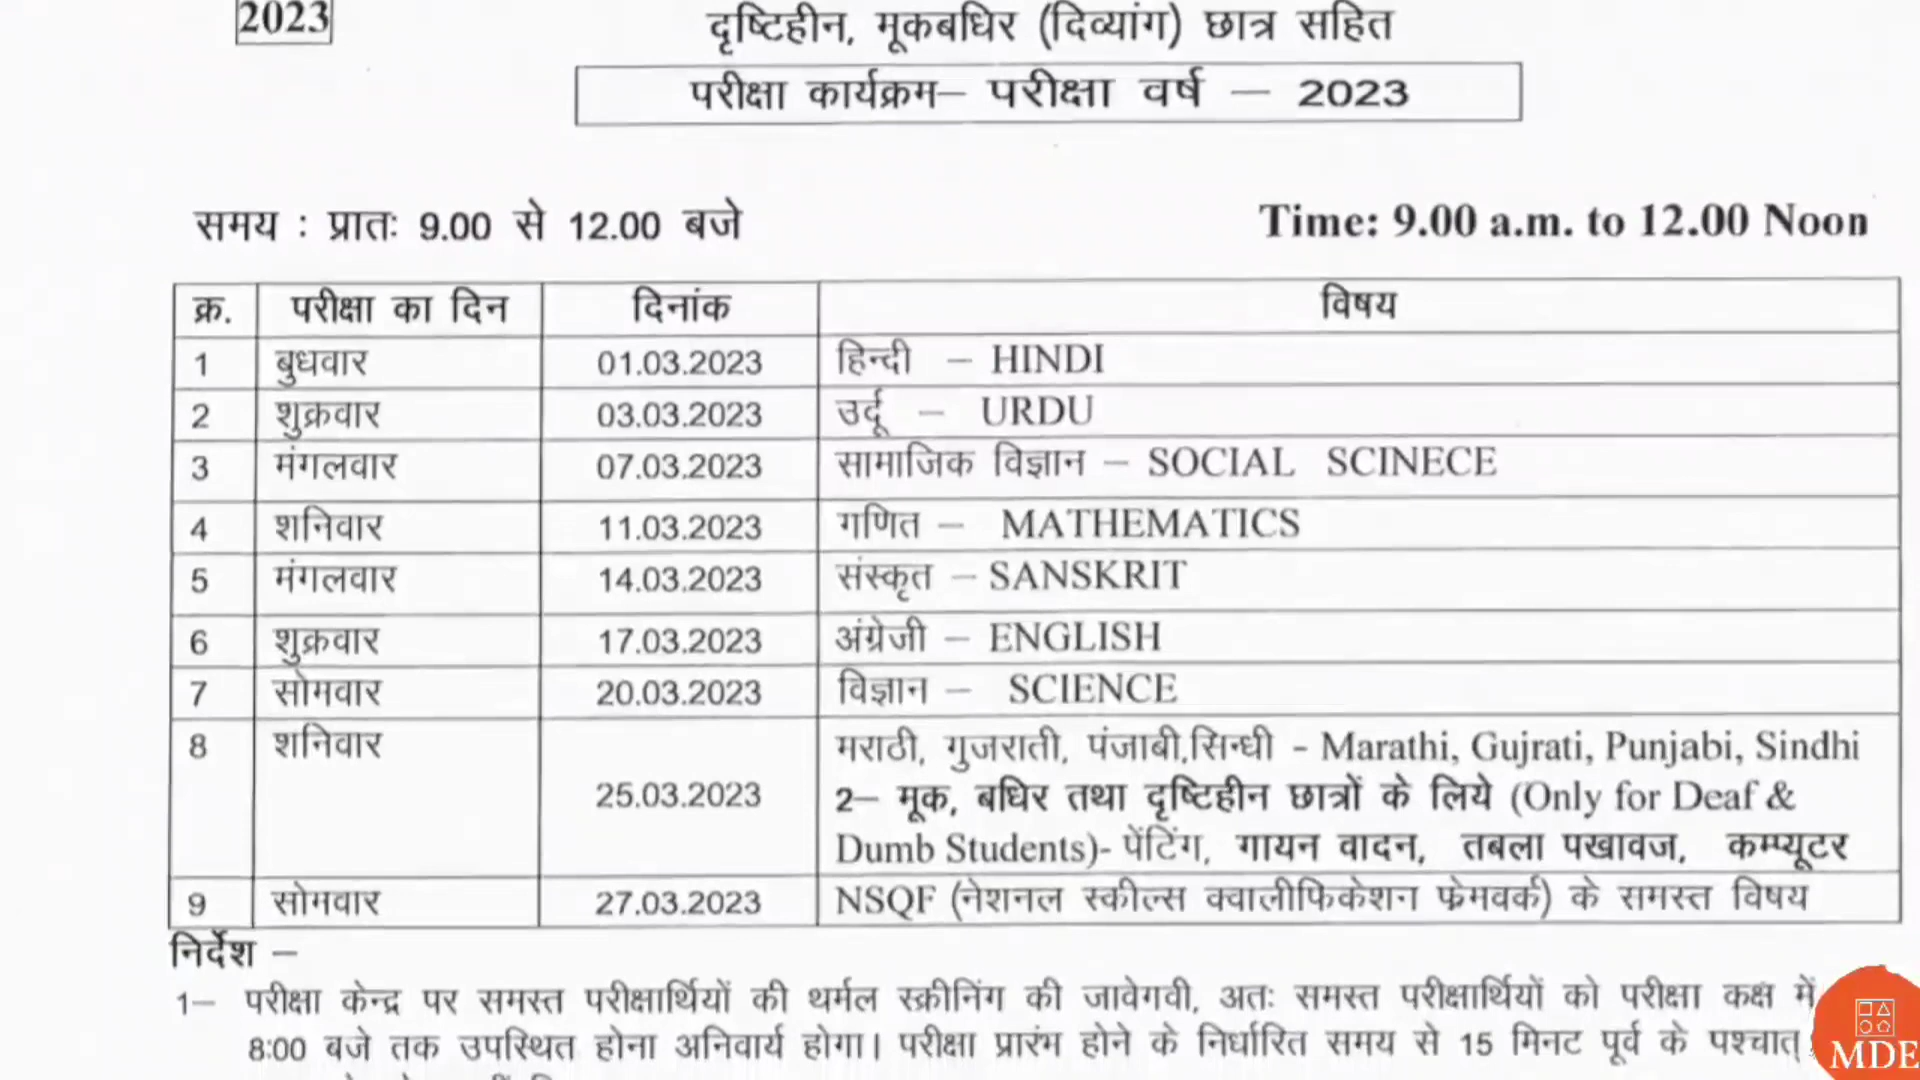 2023
दृष्टिहीन, मूकबधिर (दिव्यांग) छात्र सहित
परीक्षा कार्यक्रम– परीक्षा वर्ष – 2023
समय : प्रातः 9.00 से 12.00 बजे
Time: 9.00 a.m. to 12.00 Noon
क्र. परीक्षा का दिन दिनांक विषय
1 बुधवार 01.03.2023 हिन्दी – HINDI
2 शुक्रवार 03.03.2023 उर्दू – URDU
3 मंगलवार 07.03.2023 सामाजिक विज्ञान – SOCIAL SCINECE
4 शनिवार 11.03.2023 गणित – MATHEMATICS
5 मंगलवार 14.03.2023 संस्कृत – SANSKRIT
6 शुक्रवार 17.03.2023 अंग्रेजी – ENGLISH
7 सोमवार 20.03.2023 विज्ञान – SCIENCE
8 शनिवार 25.03.2023 मराठी, गुजराती, पंजाबी,सिन्धी - Marathi, Gujrati, Punjabi, Sindhi
2– मूक, बधिर तथा दृष्टिहीन छात्रों के लिये (Only for Deaf &
Dumb Students)- पेंटिंग, गायन वादन, तबला पखावज, कम्प्यूटर
9 सोमवार 27.03.2023 NSQF (नेशनल स्कील्स क्वालीफिकेशन फ्रेमवर्क) के समस्त विषय
निर्देश –
1– परीक्षा केन्द्र पर समस्त परीक्षार्थियों की थर्मल स्क्रीनिंग की जावेगवी, अतः समस्त परीक्षार्थियों को परीक्षा कक्ष में
8:00 बजे तक उपस्थित होना अनिवार्य होगा। परीक्षा प्रारंभ होने के निर्धारित समय से 15 मिनट पूर्व के पश्चात्
MDE